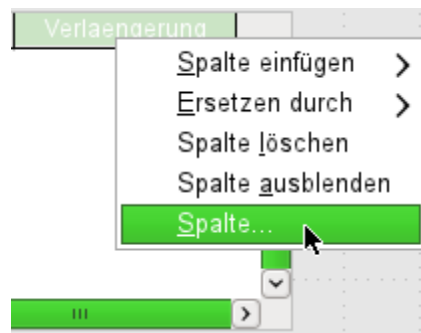 Verlaengerung
Spalte einfügen
Ersetzen durch
Spalte löschen
Spalte ausblenden
Spalte...